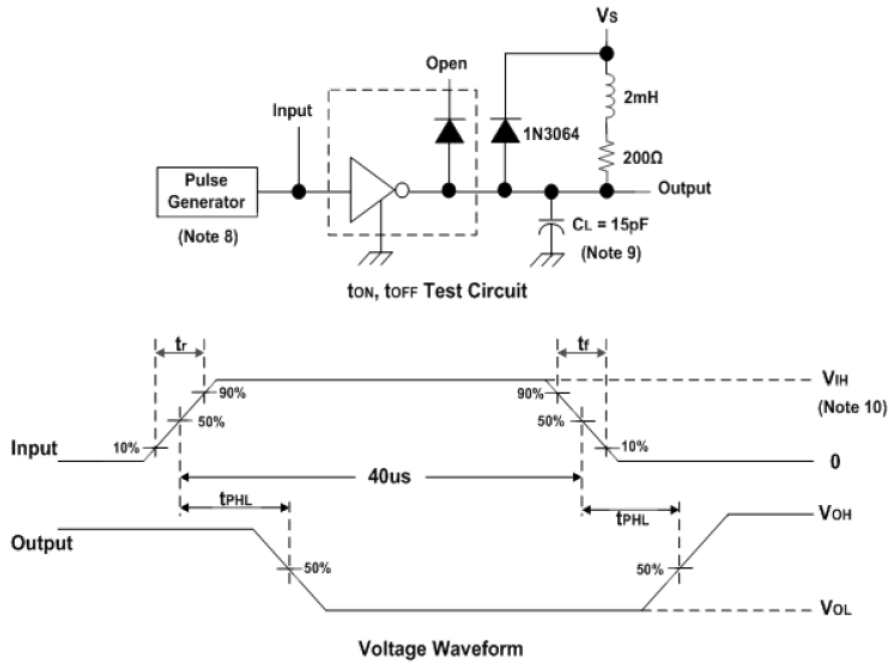 Vs
Open
2mH
Input
1N3064
200Ω
Pulse
Generator
Output
(Note 8)
CL = 15pF
(Note 9)
tON, tOFF Test Circuit
tr
tf
90%
90%
VIH
(Note 10)
50%
50%
Input
10%
10%
0
40us
tPHL
tPHL
VOH
Output
50%
50%
VOL
Voltage Waveform